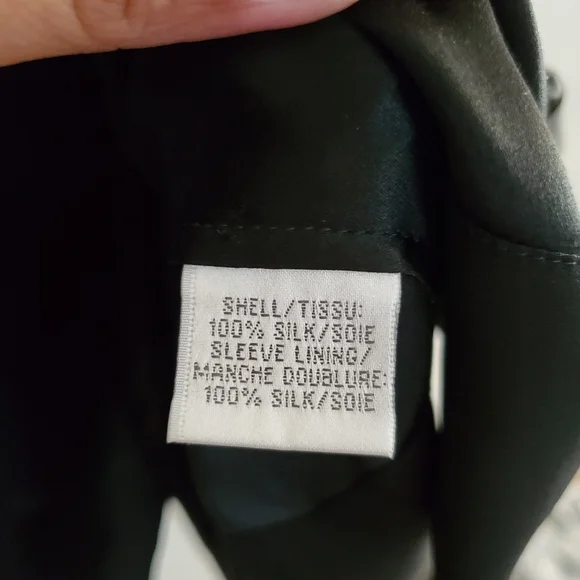 SHELL/TISSU:
100% SILK/SOIE
SLEEVE LINING/
MANCHE DOUBLURE:
100% SILK/SOIE